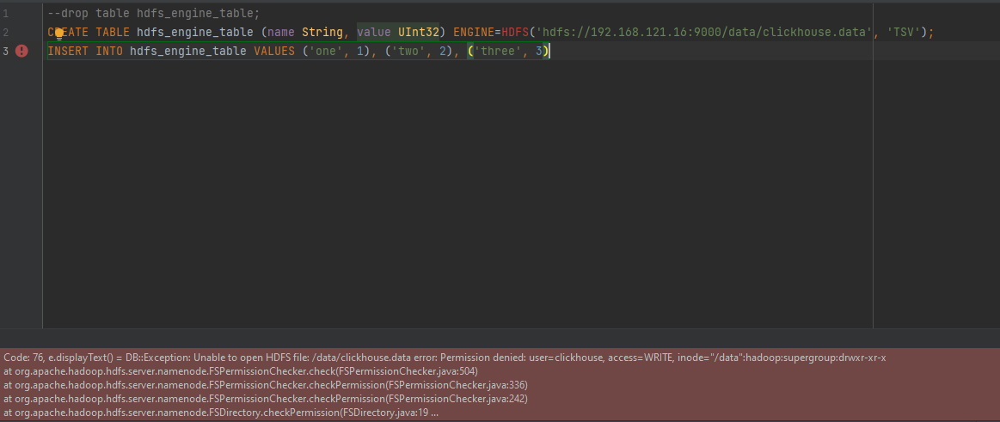 1 --drop table hdfs_engine_table;
2 CREATE TABLE hdfs_engine_table (name String, value UInt32) ENGINE=HDFS('hdfs://192.168.121.16:9000/data/clickhouse.data', 'TSV');
3 INSERT INTO hdfs_engine_table VALUES ('one', 1), ('two', 2), ('three', 3)
Code: 76, e.displayText() = DB::Exception: Unable to open HDFS file: /data/clickhouse.data error: Permission denied: user=clickhouse, access=WRITE, inode="/data":hadoop:supergroup:drwxr-xr-x
at org.apache.hadoop.hdfs.server.namenode.FSPermissionChecker.check(FSPermissionChecker.java:504)
at org.apache.hadoop.hdfs.server.namenode.FSPermissionChecker.checkPermission(FSPermissionChecker.java:336)
at org.apache.hadoop.hdfs.server.namenode.FSPermissionChecker.checkPermission(FSPermissionChecker.java:242)
at org.apache.hadoop.hdfs.server.namenode.FSDirectory.checkPermission(FSDirectory.java:19 ...